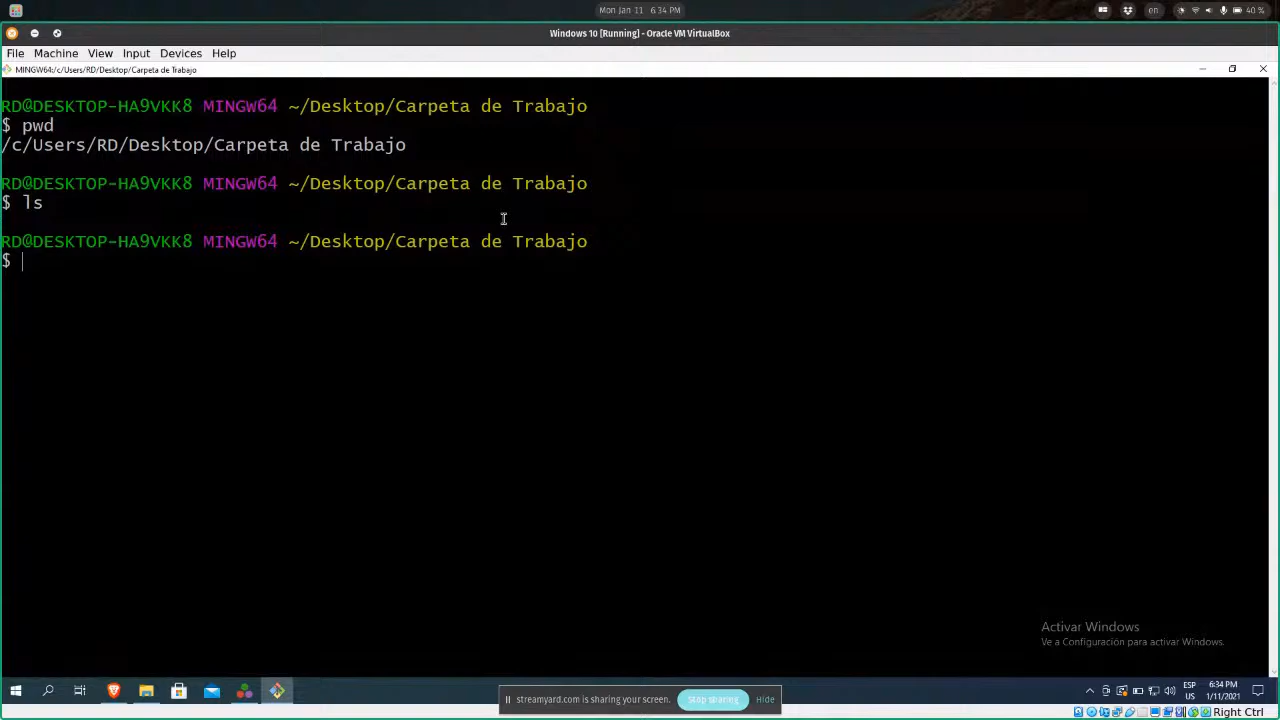 Mon Jan 11 6:34 PM
en
40 %
Windows 10 [Running] - Oracle VM VirtualBox
File Machine View Input Devices Help
MINGW64:/c/Users/RD/Desktop/Carpeta de Trabajo
RD@DESKTOP-HA9VKK8 MINGW64 ~/Desktop/Carpeta de Trabajo
$ pwd
/c/Users/RD/Desktop/Carpeta de Trabajo
RD@DESKTOP-HA9VKK8 MINGW64 ~/Desktop/Carpeta de Trabajo
$ ls
RD@DESKTOP-HA9VKK8 MINGW64 ~/Desktop/Carpeta de Trabajo
$
Activar Windows
Ve a Configuración para activar Windows.
streamyard.com is sharing your screen. Stop sharing Hide
ESP
US
6:34 PM
1/11/2021
Right Ctrl